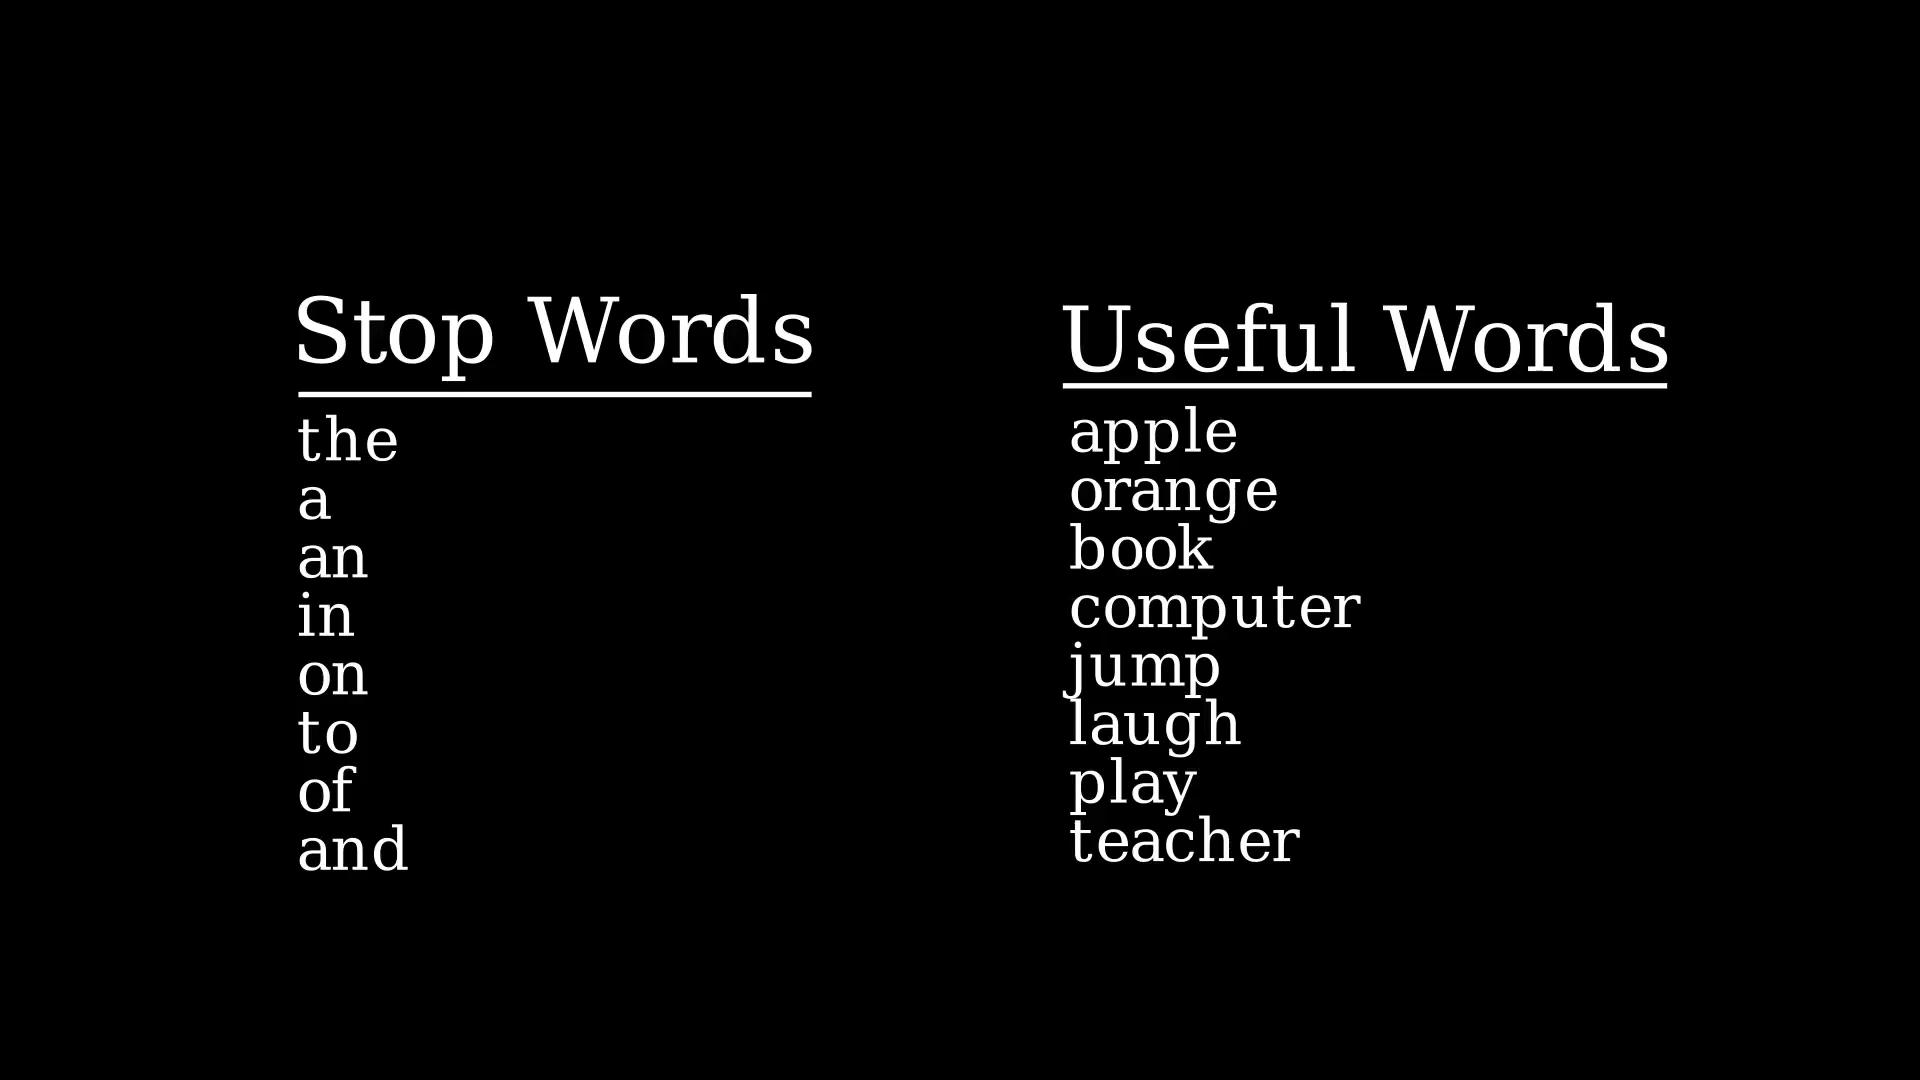 Stop Words
the
a
an
in
on
to
of
and
Useful Words
apple
orange
book
computer
jump
laugh
play
teacher